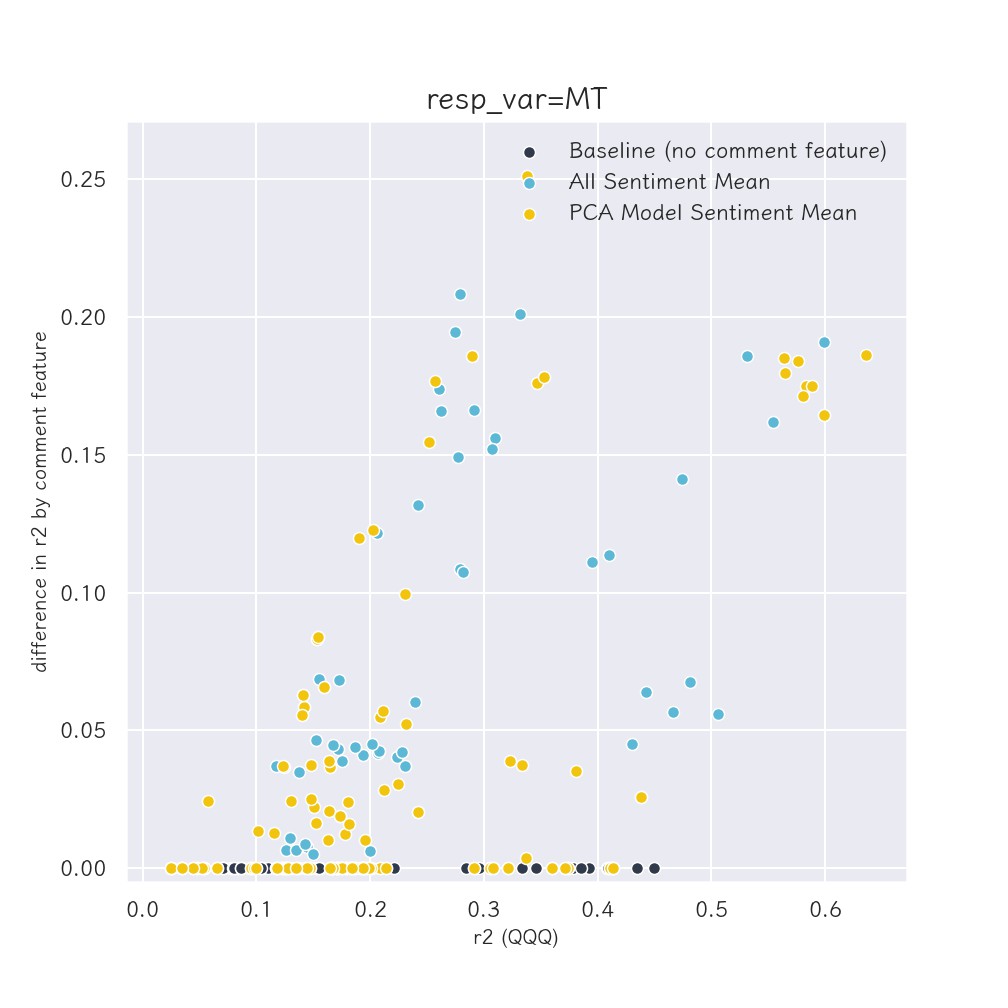 resp_var=MT
Baseline (no comment feature)
All Sentiment Mean
PCA Model Sentiment Mean
difference in r2 by comment feature
0.25
0.20
0.15
0.10
0.05
0.00
0.0 0.1 0.2 0.3 0.4 0.5 0.6
r2 (QQQ)